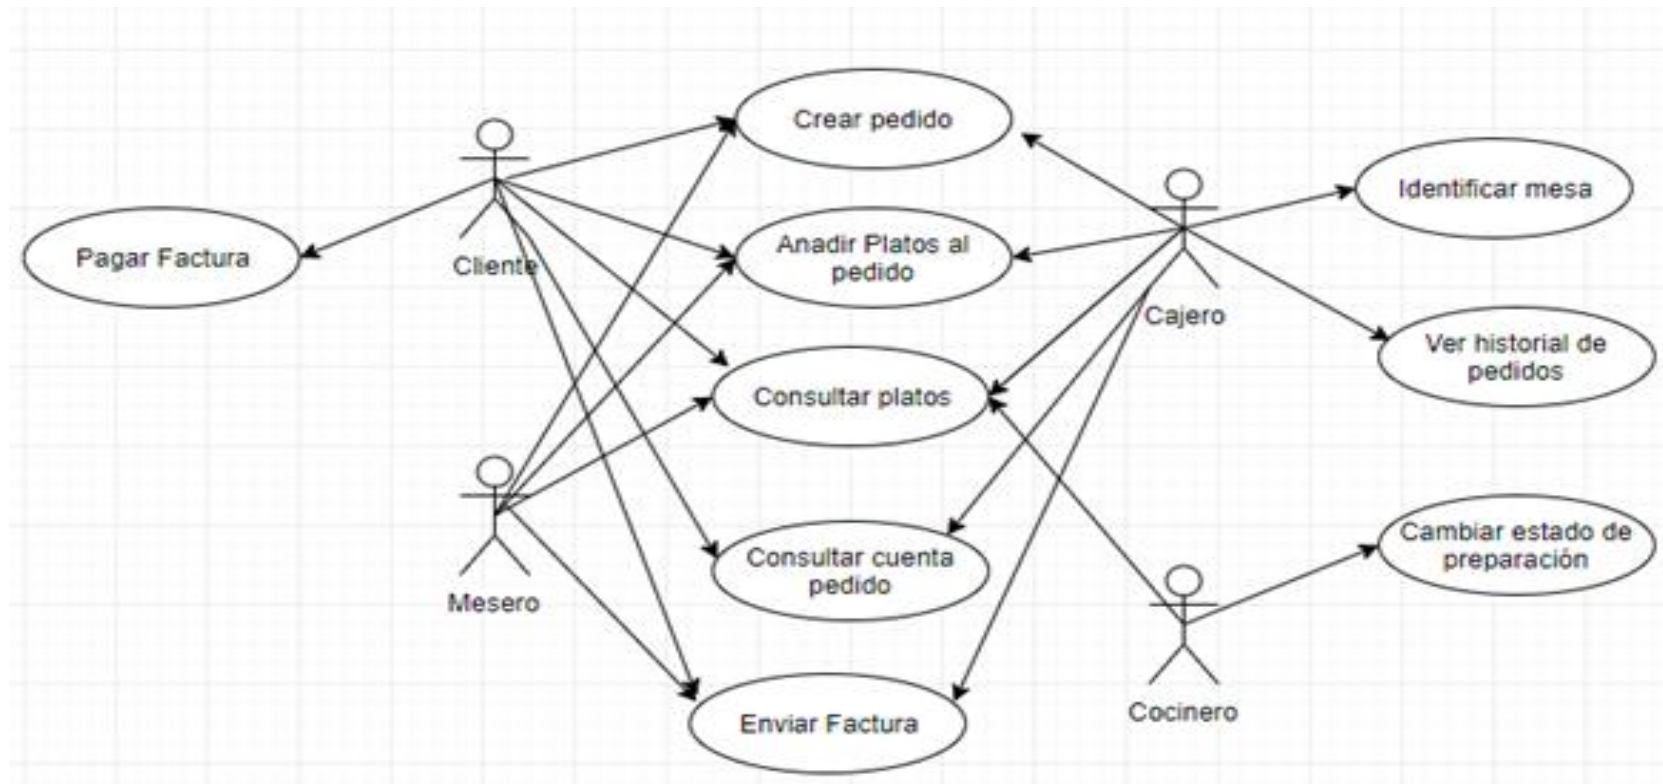 Crear pedido
Identificar mesa
Pagar Factura
Cliente
Anadir Platos al
pedido
Cajero
Ver historial de
pedidos
Consultar platos
Mesero
Consultar cuenta
pedido
Cambiar estado de
preparación
Cocinero
Enviar Factura